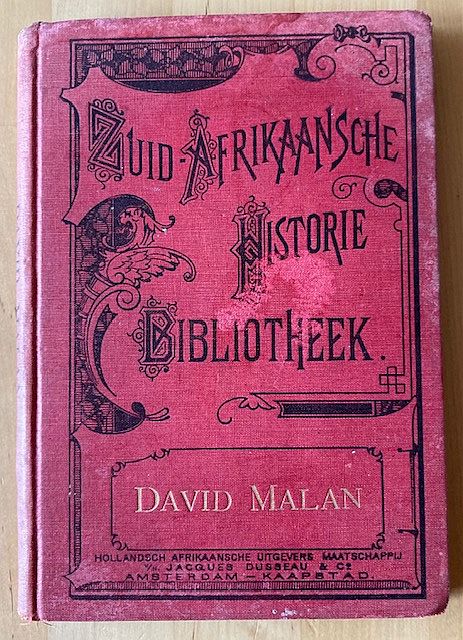 ZUID-AFRIKAANSCHE
HISTORIE
BIBLIOTHEEK.
DAVID MALAN
HOLLANDSCH AFRIKAANSCHE UITGEVERS MAATSCHAPPIJ
V/H. JACQUES DUSSEAU & Co
AMSTERDAM — KAAPSTAD